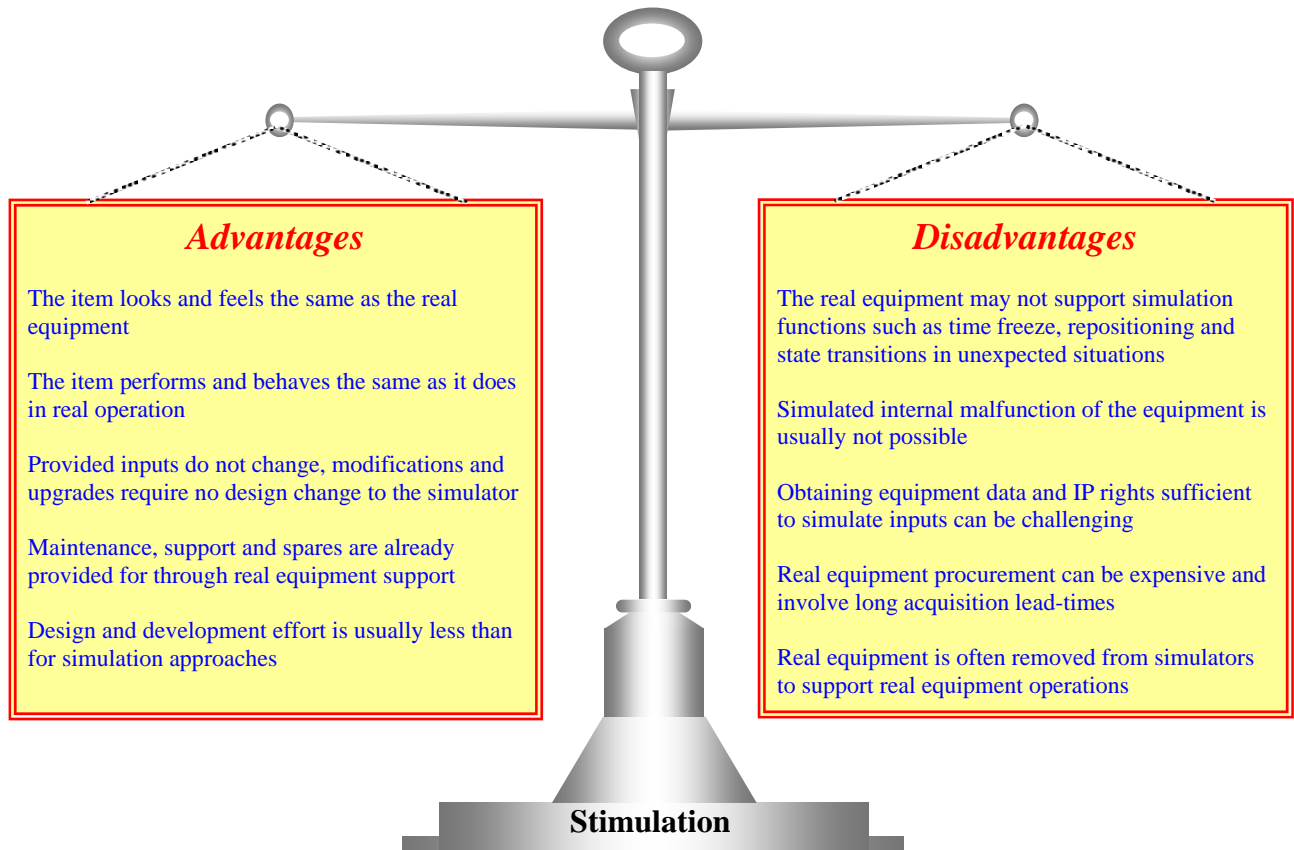 Advantages
The item looks and feels the same as the real
equipment
The item performs and behaves the same as it does
in real operation
Provided inputs do not change, modifications and
upgrades require no design change to the simulator
Maintenance, support and spares are already
provided for through real equipment support
Design and development effort is usually less than
for simulation approaches
Disadvantages
The real equipment may not support simulation
functions such as time freeze, repositioning and
state transitions in unexpected situations
Simulated internal malfunction of the equipment is
usually not possible
Obtaining equipment data and IP rights sufficient
to simulate inputs can be challenging
Real equipment procurement can be expensive and
involve long acquisition lead-times
Real equipment is often removed from simulators
to support real equipment operations
Stimulation